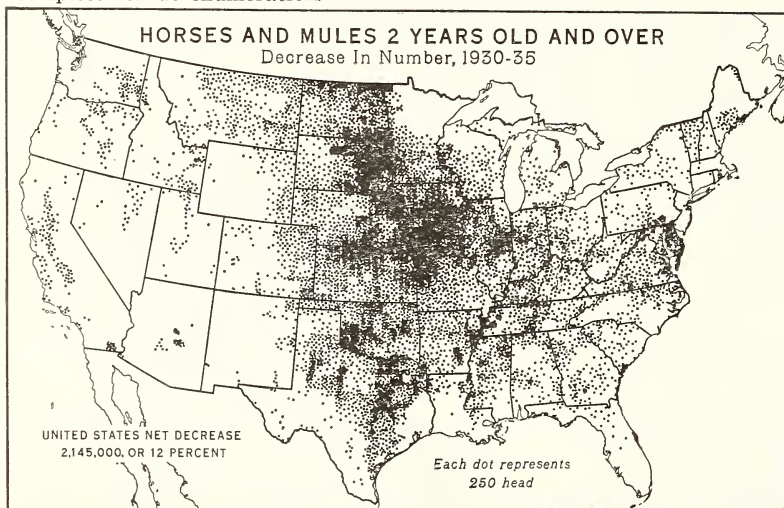 HORSES AND MULES 2 YEARS OLD AND OVER
Decrease In Number, 1930-35
UNITED STATES NET DECREASE
2,145,000, OR 12 PERCENT
Each dot represents
250 head